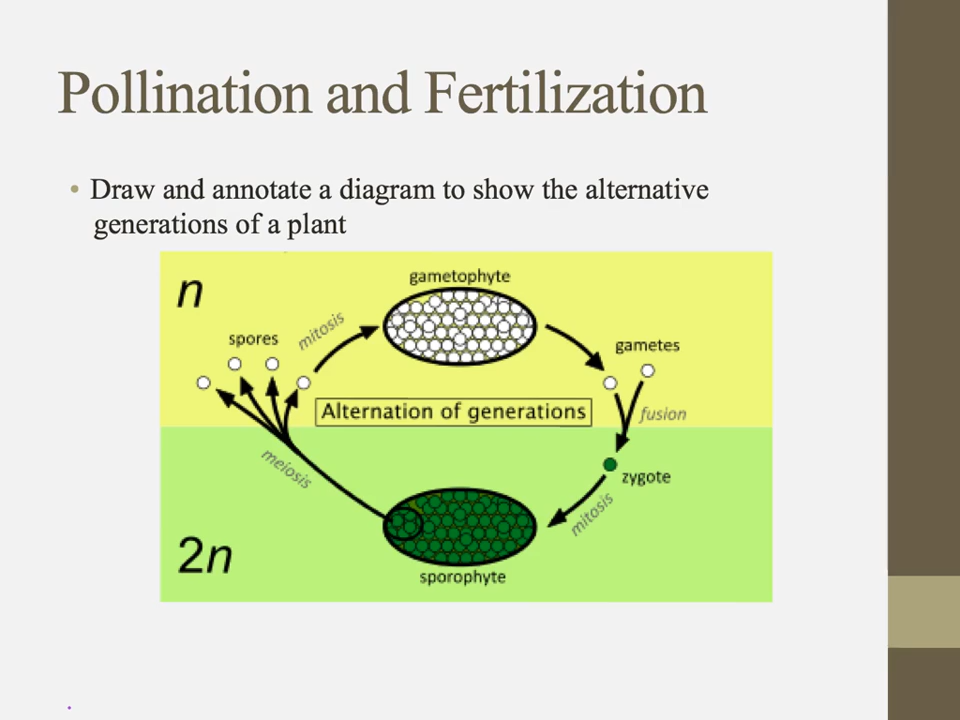 Pollination and Fertilization
• Draw and annotate a diagram to show the alternative
generations of a plant
n
gametophyte
spores
mitosis
gametes
Alternation of generations
fusion
meiosis
zygote
mitosis
2n
sporophyte